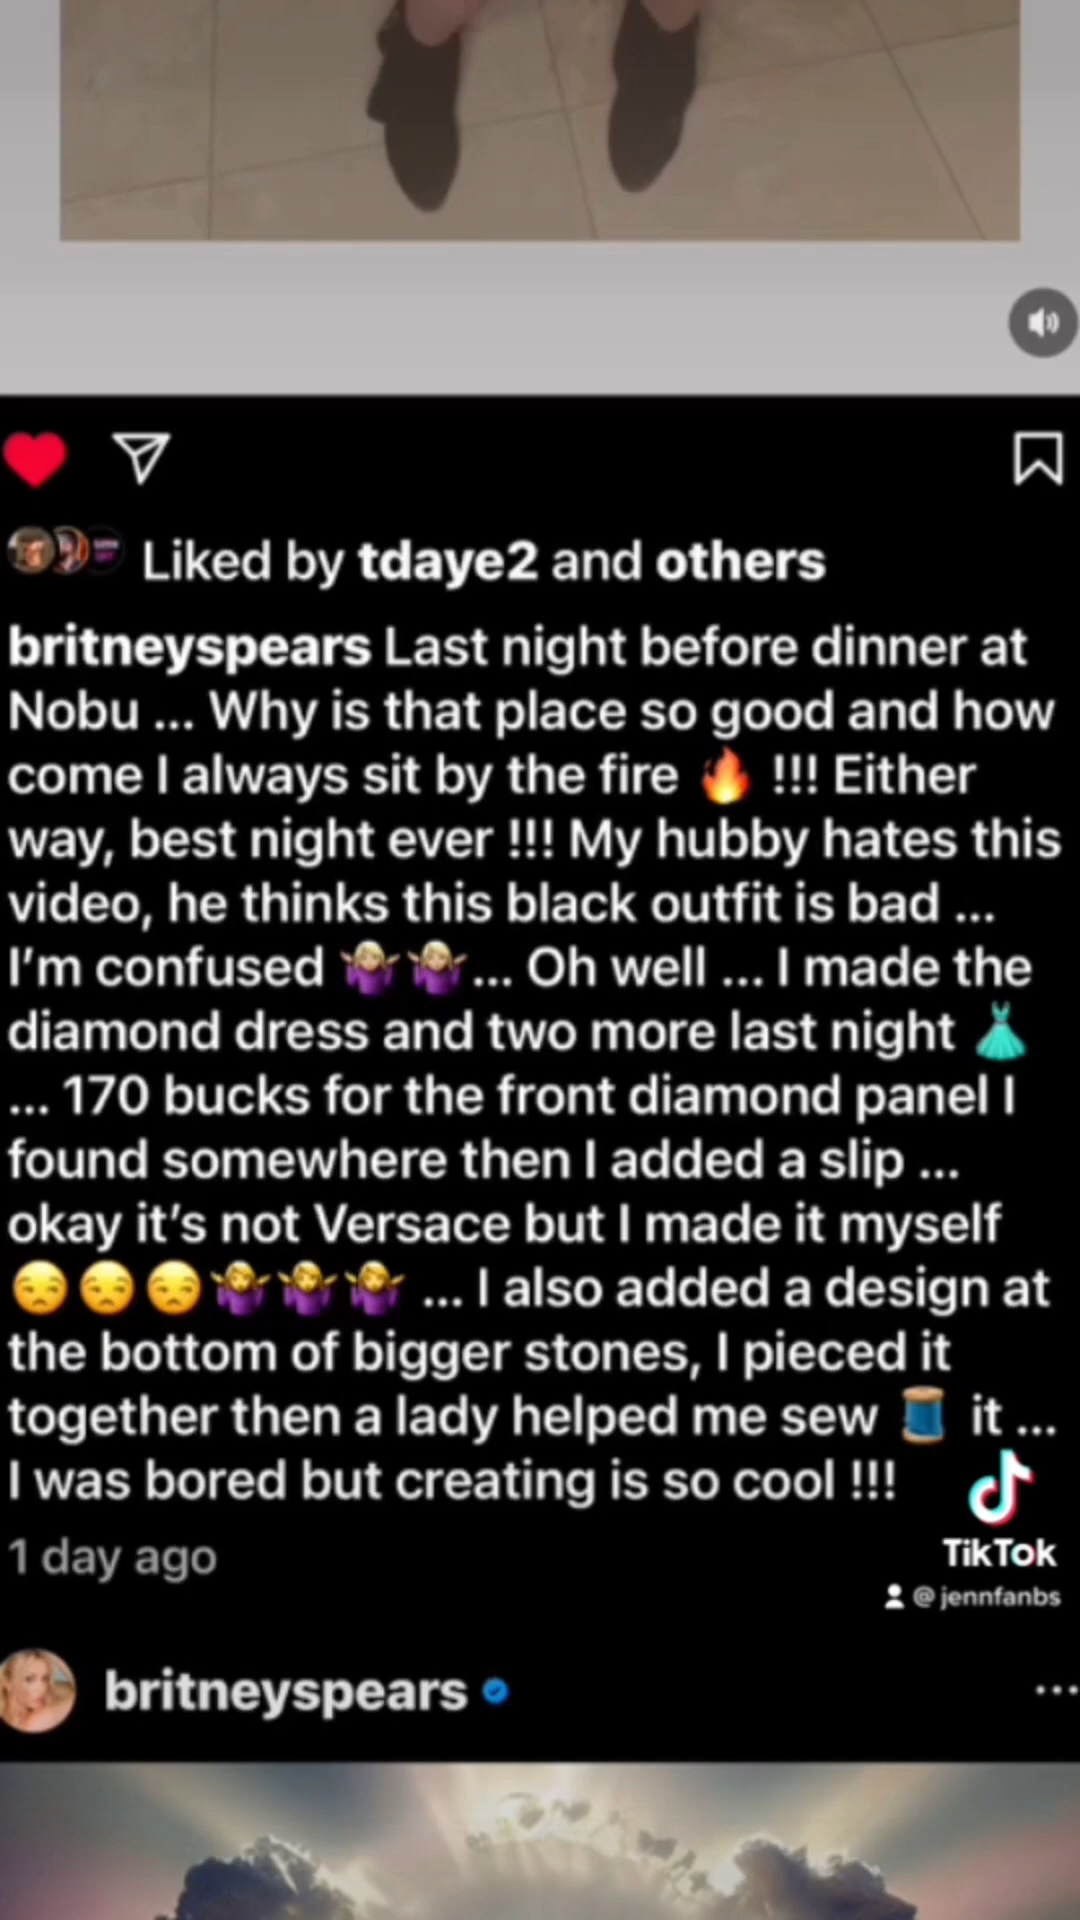 Liked by tdaye2 and others
britneyspears Last night before dinner at
Nobu ... Why is that place so good and how
come I always sit by the fire 🔥 !!! Either
way, best night ever !!! My hubby hates this
video, he thinks this black outfit is bad ...
I’m confused 🤷🏼‍♀️🤷🏼‍♀️... Oh well ... I made the
diamond dress and two more last night 👗
... 170 bucks for the front diamond panel I
found somewhere then I added a slip ...
okay it’s not Versace but I made it myself
😒😒😒🤷‍♀️🤷‍♀️🤷‍♀️ ... I also added a design at
the bottom of bigger stones, I pieced it
together then a lady helped me sew 🧵 it ...
I was bored but creating is so cool !!!
1 day ago
TikTok
@jennfanbs
britneyspears